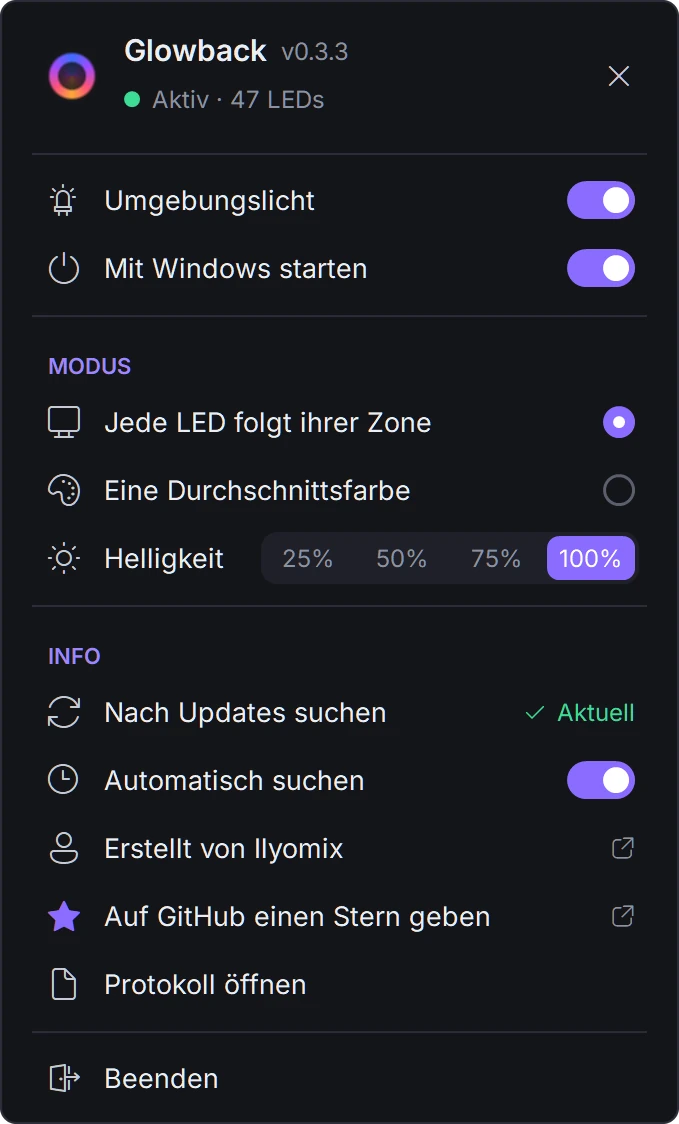 Glowback v0.3.3
Aktiv · 47 LEDs
Umgebungslicht
Mit Windows starten
MODUS
Jede LED folgt ihrer Zone
Eine Durchschnittsfarbe
Helligkeit 25% 50% 75% 100%
INFO
Nach Updates suchen Aktuell
Automatisch suchen
Erstellt von Ilyomix
Auf GitHub einen Stern geben
Protokoll öffnen
Beenden